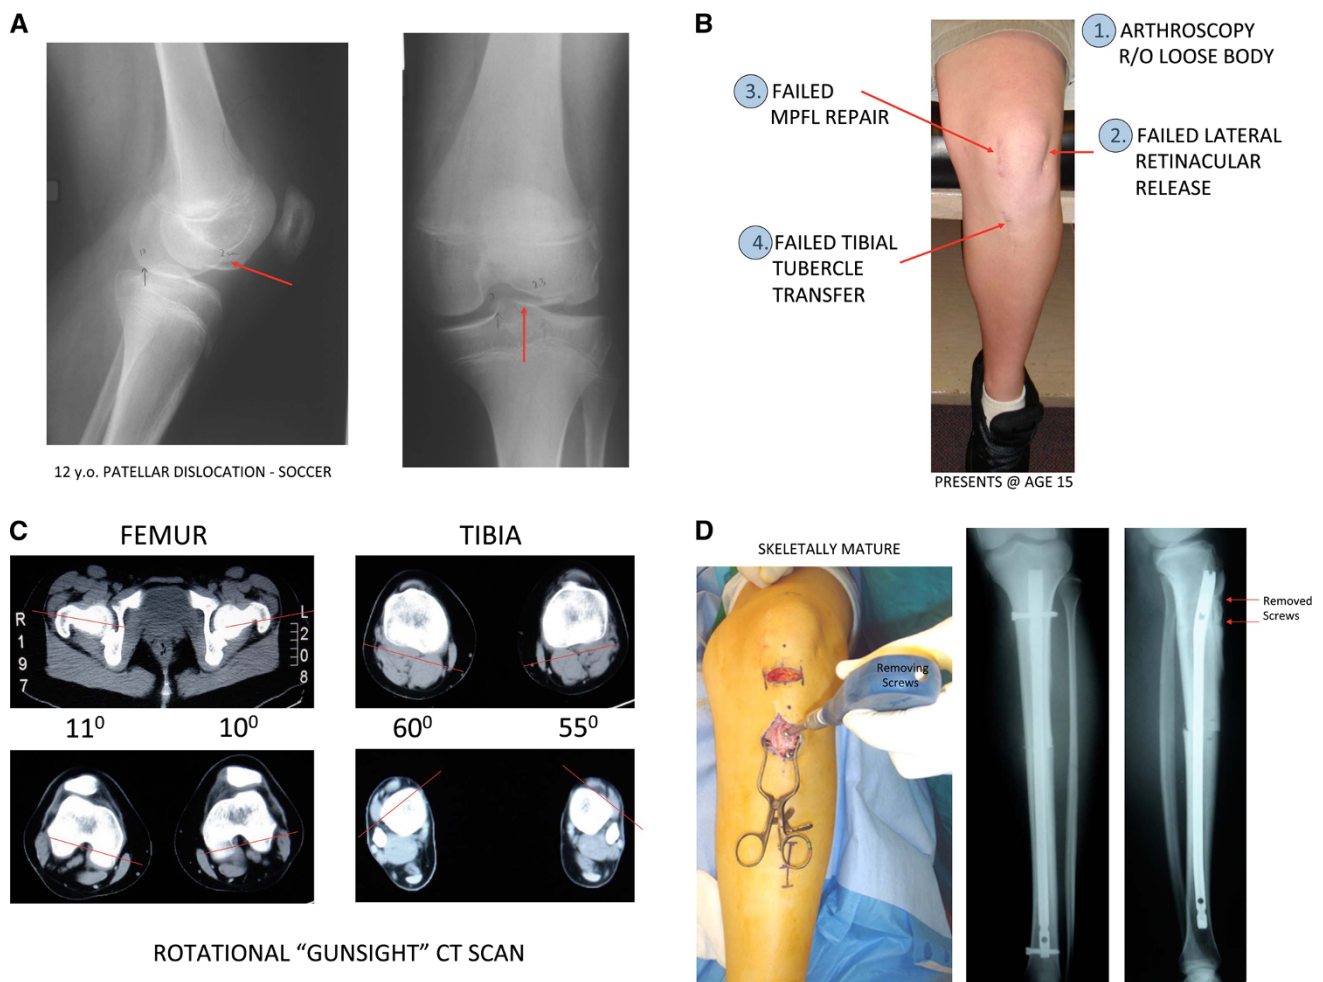 A
12 y.o. PATELLAR DISLOCATION - SOCCER
B
1. ARTHROSCOPY
R/O LOOSE BODY
3. FAILED
MPFL REPAIR
2. FAILED LATERAL
RETINACULAR
RELEASE
4. FAILED TIBIAL
TUBERCLE
TRANSFER
PRESENTS @ AGE 15
C
FEMUR
TIBIA
R
1
9
7
L
2
0
8
11⁰
10⁰
60⁰
55⁰
ROTATIONAL “GUNSIGHT” CT SCAN
D
SKELETALLY MATURE
Removing
Screws
Removed
Screws